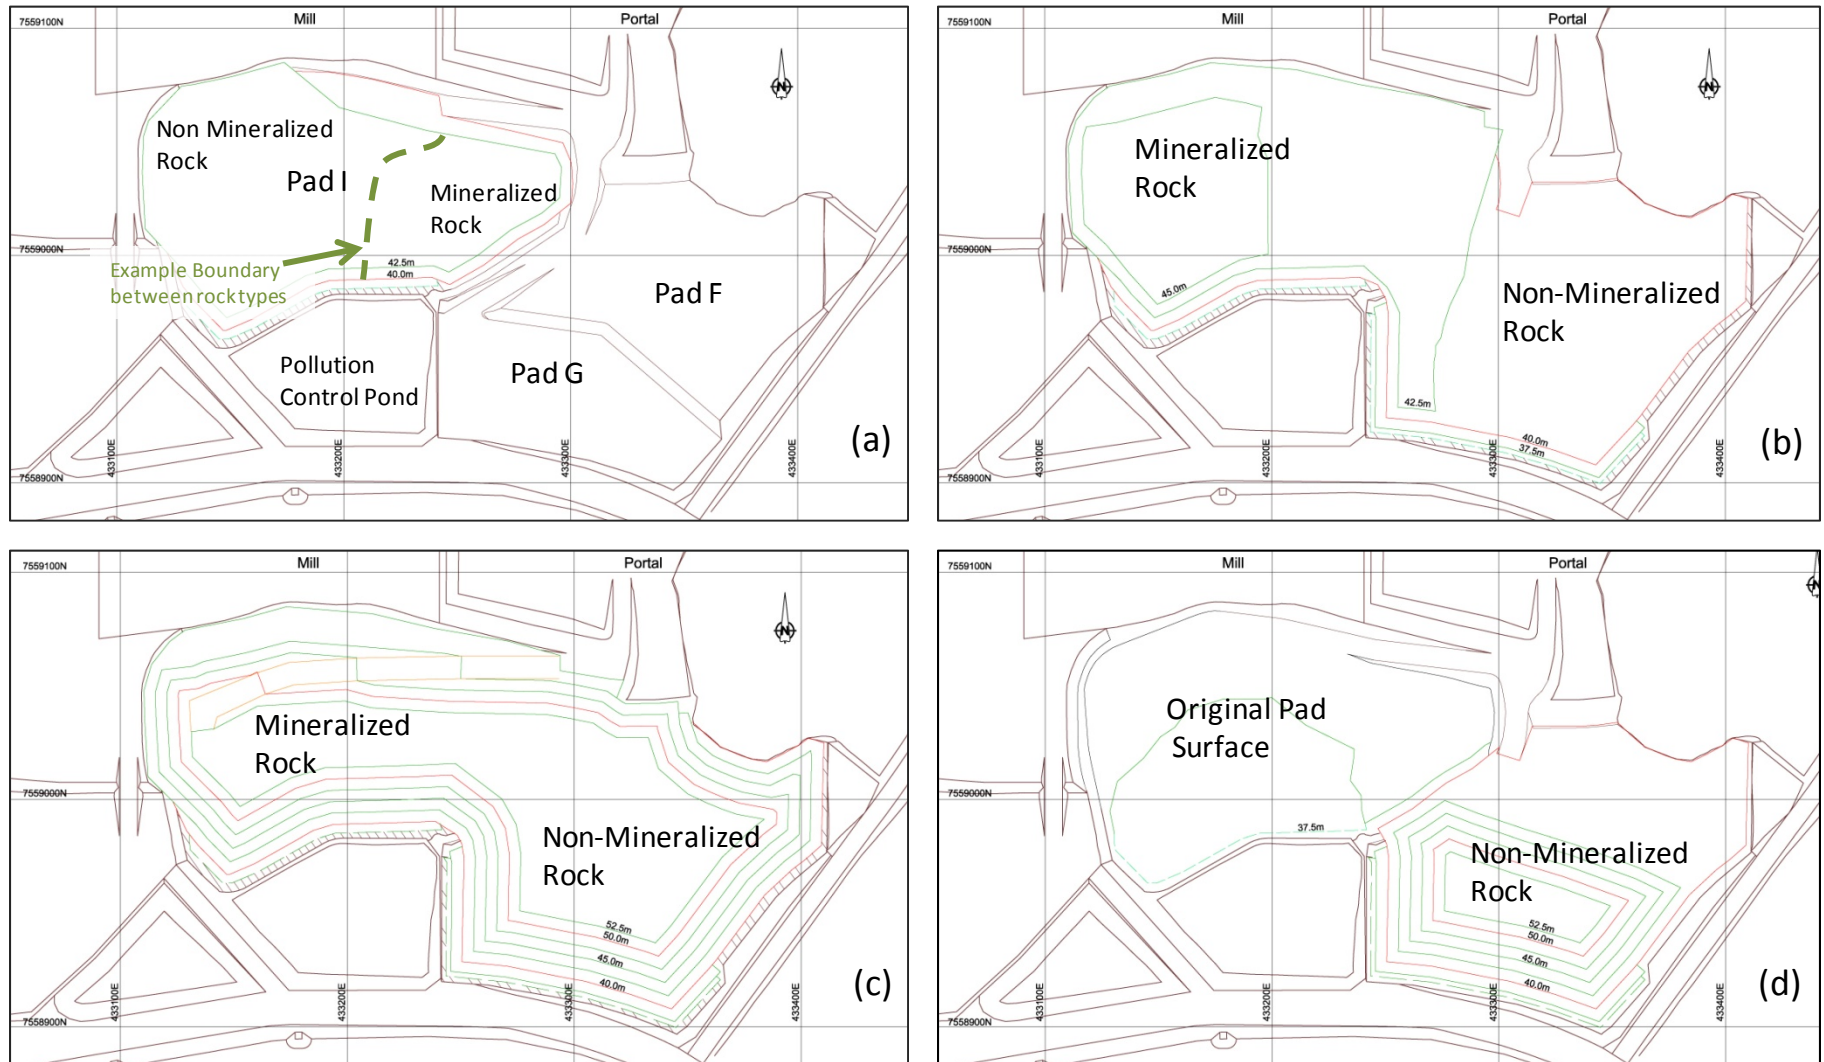 Mill
Portal
7559100N
N
Non Mineralized
Rock
Pad I
Mineralized
Rock
7559000N
42.5m
40.0m
Example Boundary
between rock types
Pad F
Pollution
Control Pond
Pad G
433100E
433200E
433300E
433400E
7558900N
(a)
Mill
Portal
7559100N
N
Mineralized
Rock
7559000N
45.0m
Non-Mineralized
Rock
42.5m
40.0m
37.5m
433100E
433200E
433300E
433400E
7558900N
(b)
Mill
Portal
7559100N
N
Mineralized
Rock
7559000N
Non-Mineralized
Rock
52.5m
50.0m
45.0m
40.0m
433100E
433200E
433300E
433400E
7558900N
(c)
Mill
Portal
7559100N
N
Original Pad
Surface
7559000N
37.5m
Non-Mineralized
Rock
52.5m
50.0m
45.0m
40.0m
433100E
433200E
433300E
433400E
7558900N
(d)